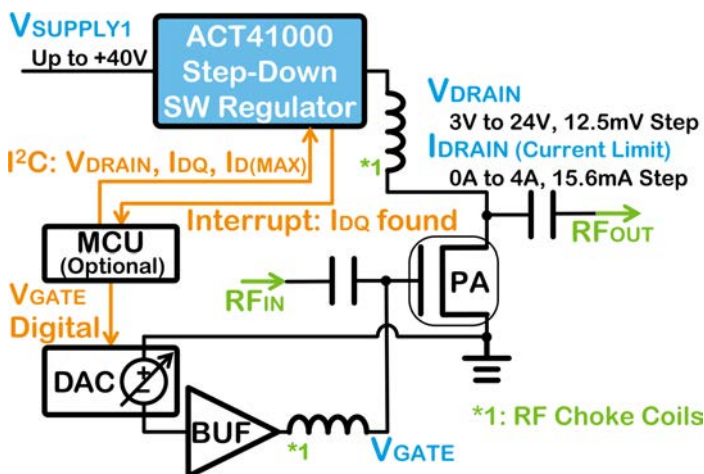 VSUPPLY1
Up to +40V
ACT41000
Step-Down
SW Regulator
VDRAIN
3V to 24V, 12.5mV Step
IDRAIN (Current Limit)
0A to 4A, 15.6mA Step
*1
I²C: VDRAIN, IDQ, ID(MAX)
Interrupt: IDQ found
MCU
(Optional)
RFOUT
RFIN
PA
VGATE
Digital
DAC
+
−
BUF
*1
VGATE
*1: RF Choke Coils